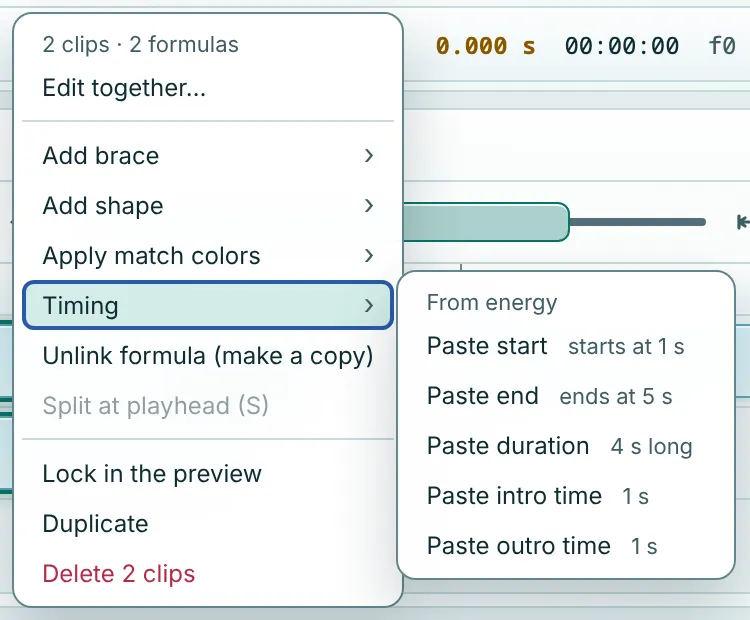 2 clips · 2 formulas
0.000 s 00:00:00 f0
Edit together...
Add brace
Add shape
Apply match colors
Timing
Unlink formula (make a copy)
Split at playhead (S)
Lock in the preview
Duplicate
Delete 2 clips
From energy
Paste start starts at 1 s
Paste end ends at 5 s
Paste duration 4 s long
Paste intro time 1 s
Paste outro time 1 s